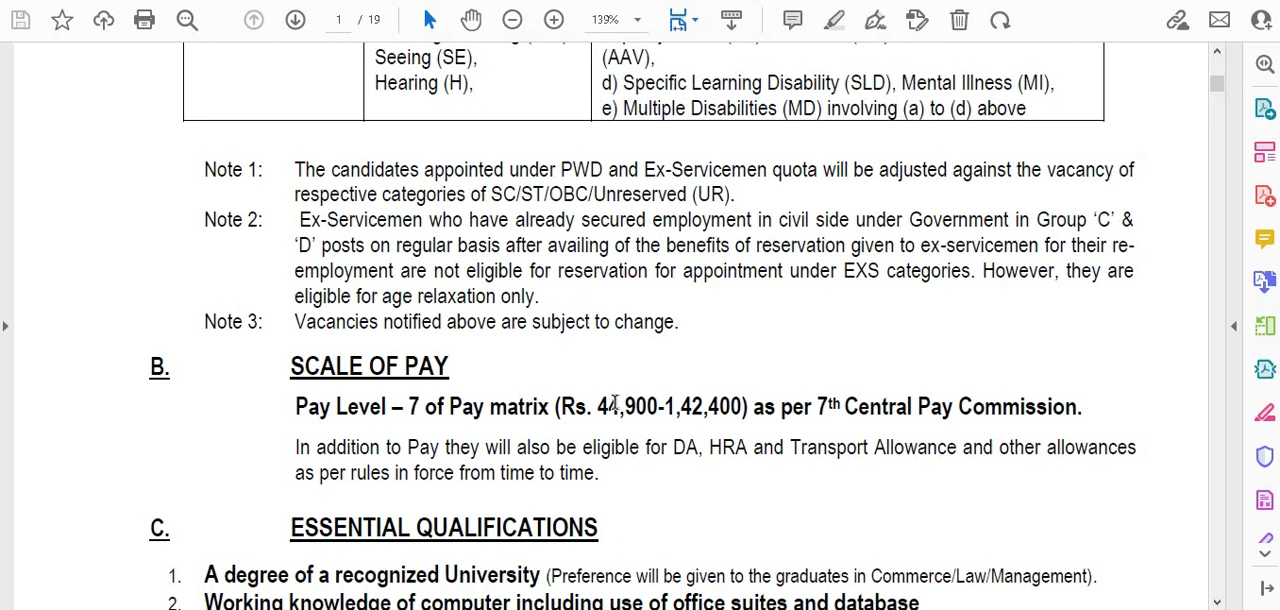 1 / 19
139%
Seeing (SE),
(AAV),
Hearing (H),
d) Specific Learning Disability (SLD), Mental Illness (MI),
e) Multiple Disabilities (MD) involving (a) to (d) above
Note 1: The candidates appointed under PWD and Ex-Servicemen quota will be adjusted against the vacancy of
respective categories of SC/ST/OBC/Unreserved (UR).
Note 2: Ex-Servicemen who have already secured employment in civil side under Government in Group ‘C’ &
‘D’ posts on regular basis after availing of the benefits of reservation given to ex-servicemen for their re-
employment are not eligible for reservation for appointment under EXS categories. However, they are
eligible for age relaxation only.
Note 3: Vacancies notified above are subject to change.
B. SCALE OF PAY
Pay Level – 7 of Pay matrix (Rs. 44,900-1,42,400) as per 7th Central Pay Commission.
In addition to Pay they will also be eligible for DA, HRA and Transport Allowance and other allowances
as per rules in force from time to time.
C. ESSENTIAL QUALIFICATIONS
1. A degree of a recognized University (Preference will be given to the graduates in Commerce/Law/Management).
2. Working knowledge of computer including use of office suites and database